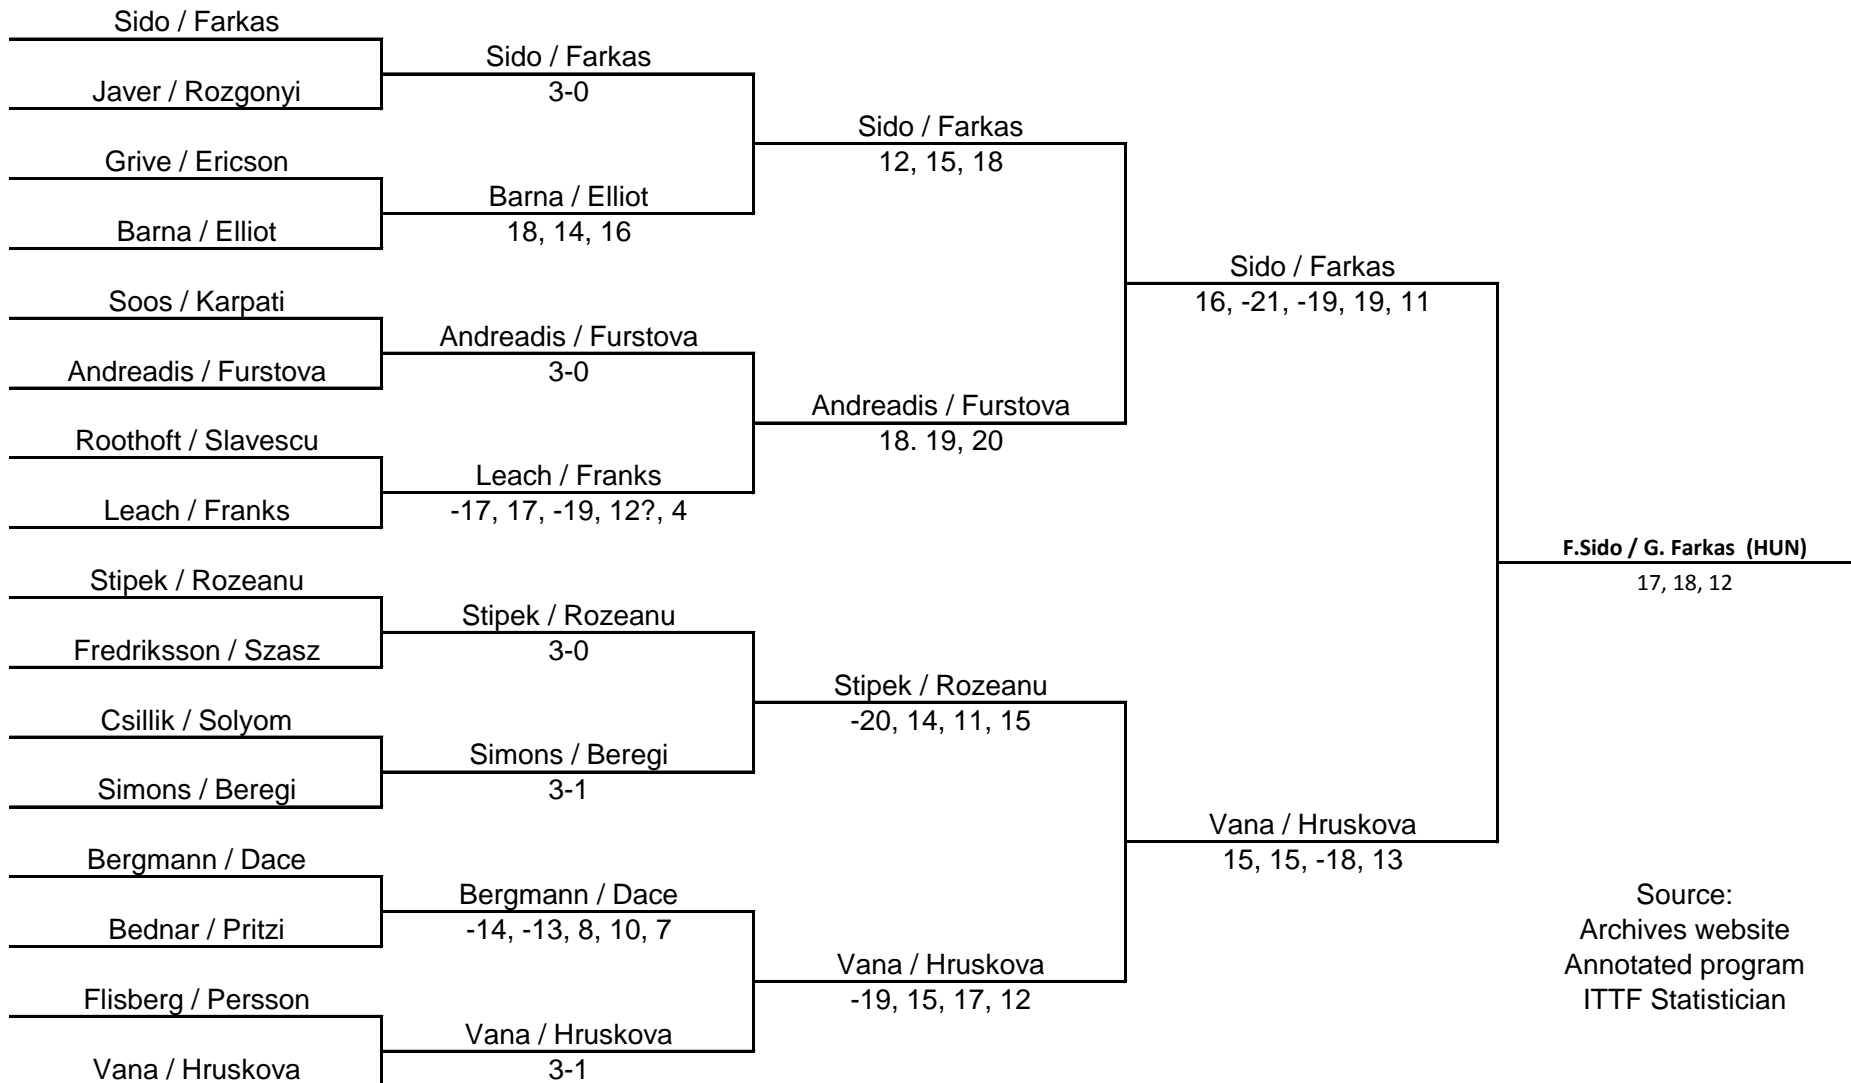 Sido / Farkas
Javer / Rozgonyi
Grive / Ericson
Barna / Elliot
Soos / Karpati
Andreadis / Furstova
Roothoft / Slavescu
Leach / Franks
Stipek / Rozeanu
Fredriksson / Szasz
Csillik / Solyom
Simons / Beregi
Bergmann / Dace
Bednar / Pritzi
Flisberg / Persson
Vana / Hruskova
Sido / Farkas
3-0
Barna / Elliot
18, 14, 16
Andreadis / Furstova
3-0
Leach / Franks
-17, 17, -19, 12?, 4
Stipek / Rozeanu
3-0
Simons / Beregi
3-1
Bergmann / Dace
-14, -13, 8, 10, 7
Vana / Hruskova
3-1
Sido / Farkas
12, 15, 18
Andreadis / Furstova
18. 19, 20
Stipek / Rozeanu
-20, 14, 11, 15
Vana / Hruskova
-19, 15, 17, 12
Sido / Farkas
16, -21, -19, 19, 11
Vana / Hruskova
15, 15, -18, 13
F.Sido / G. Farkas (HUN)
17, 18, 12
Source:
Archives website
Annotated program
ITTF Statistician